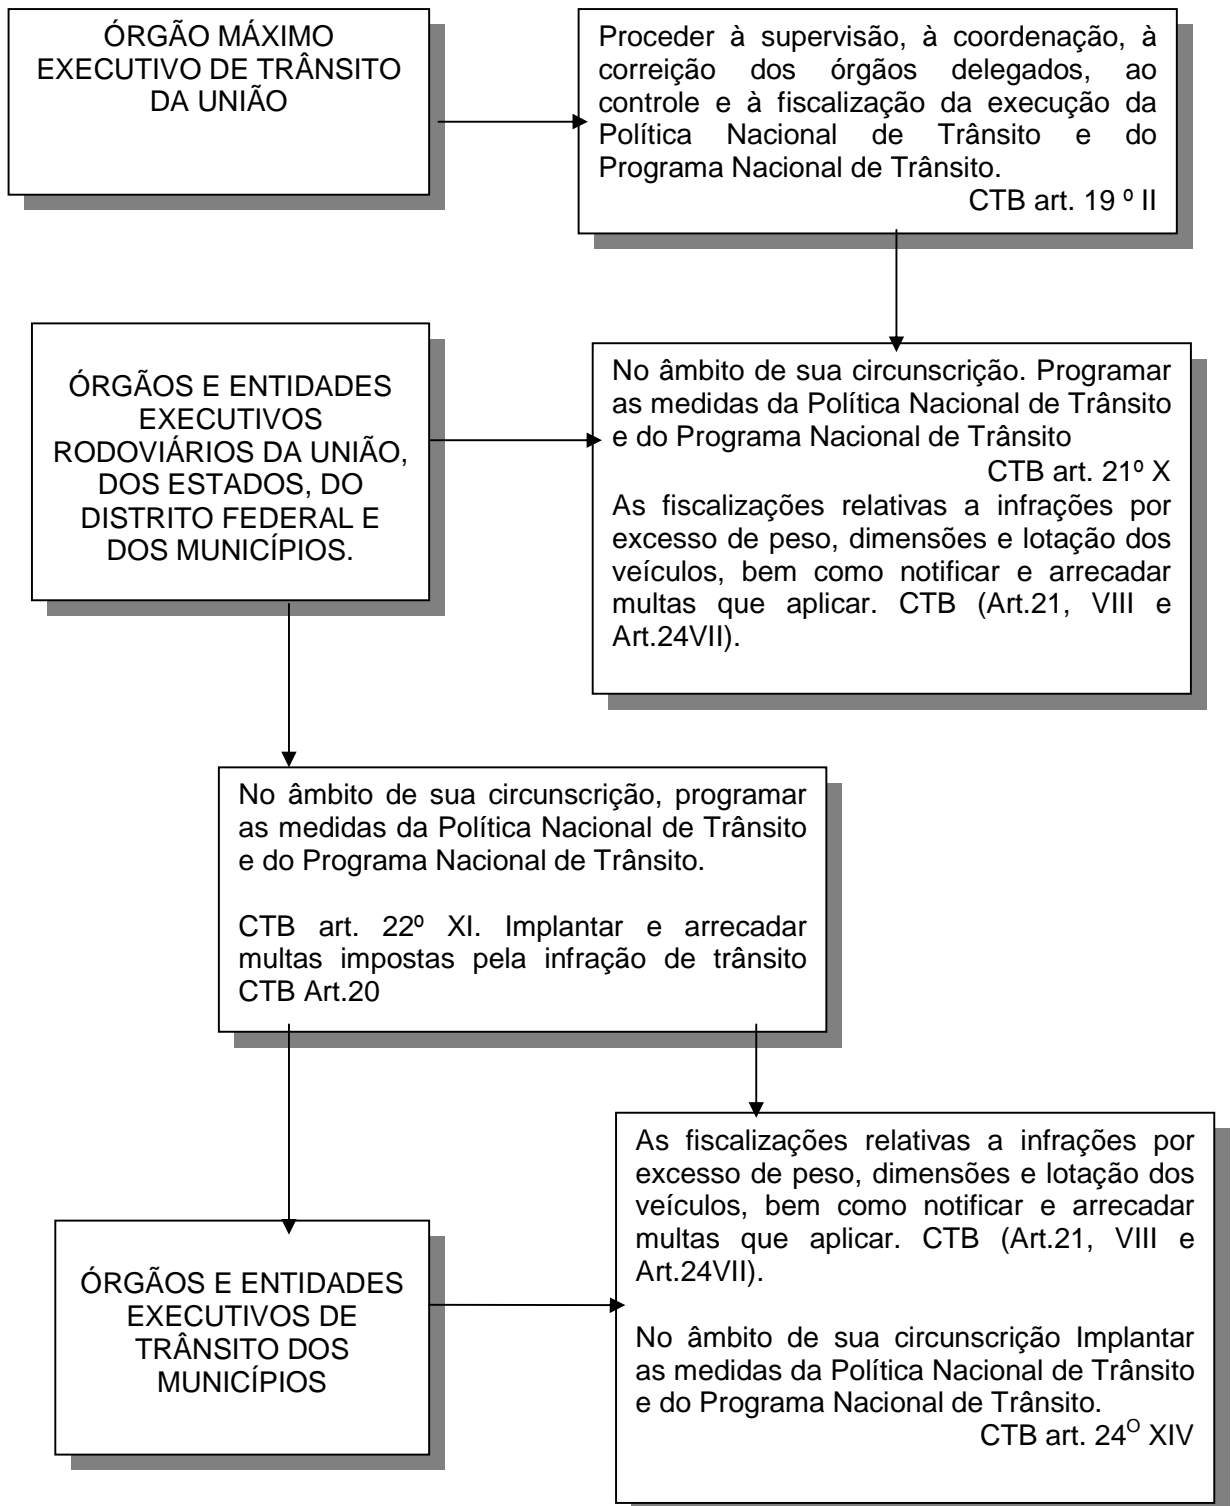 ÓRGÃO MÁXIMO
EXECUTIVO DE TRÂNSITO
DA UNIÃO
Proceder à supervisão, à coordenação, à
correição dos órgãos delegados, ao
controle e à fiscalização da execução da
Política Nacional de Trânsito e do
Programa Nacional de Trânsito.
CTB art. 19 º II
ÓRGÃOS E ENTIDADES
EXECUTIVOS
RODOVIÁRIOS DA UNIÃO,
DOS ESTADOS, DO
DISTRITO FEDERAL E
DOS MUNICÍPIOS.
No âmbito de sua circunscrição. Programar
as medidas da Política Nacional de Trânsito
e do Programa Nacional de Trânsito
CTB art. 21º X
As fiscalizações relativas a infrações por
excesso de peso, dimensões e lotação dos
veículos, bem como notificar e arrecadar
multas que aplicar. CTB (Art.21, VIII e
Art.24VII).
No âmbito de sua circunscrição, programar
as medidas da Política Nacional de Trânsito
e do Programa Nacional de Trânsito.
CTB art. 22º XI. Implantar e arrecadar
multas impostas pela infração de trânsito
CTB Art.20
As fiscalizações relativas a infrações por
excesso de peso, dimensões e lotação dos
veículos, bem como notificar e arrecadar
multas que aplicar. CTB (Art.21, VIII e
Art.24VII).
No âmbito de sua circunscrição Implantar
as medidas da Política Nacional de Trânsito
e do Programa Nacional de Trânsito.
CTB art. 24º XIV
ÓRGÃOS E ENTIDADES
EXECUTIVOS DE
TRÂNSITO DOS
MUNICÍPIOS